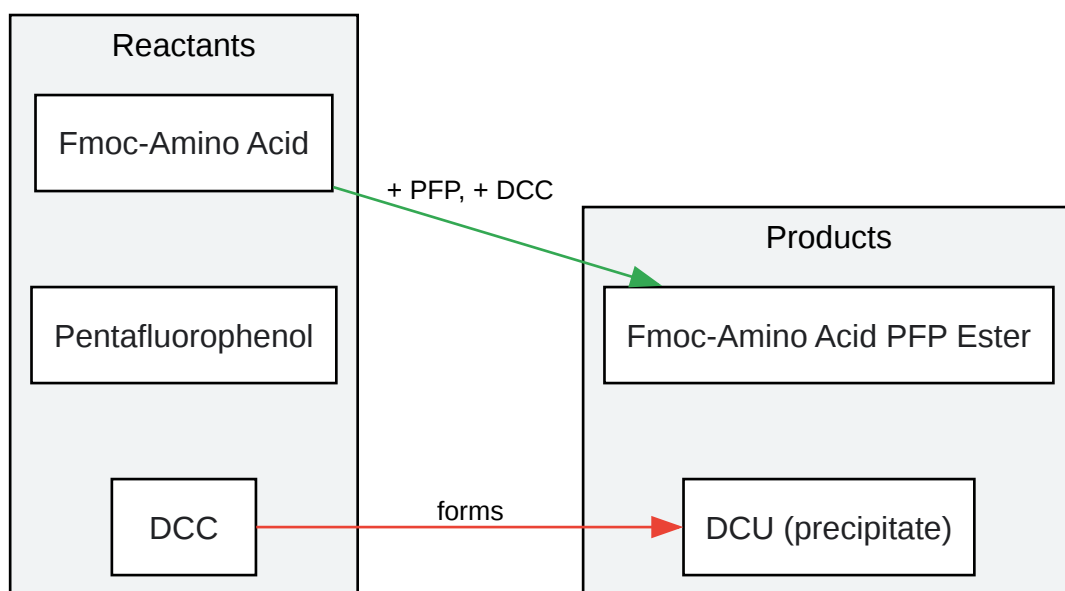 Reactants
Fmoc-Amino Acid
+ PFP, + DCC
Products
Pentafluorophenol
Fmoc-Amino Acid PFP Ester
DCC
forms
DCU (precipitate)